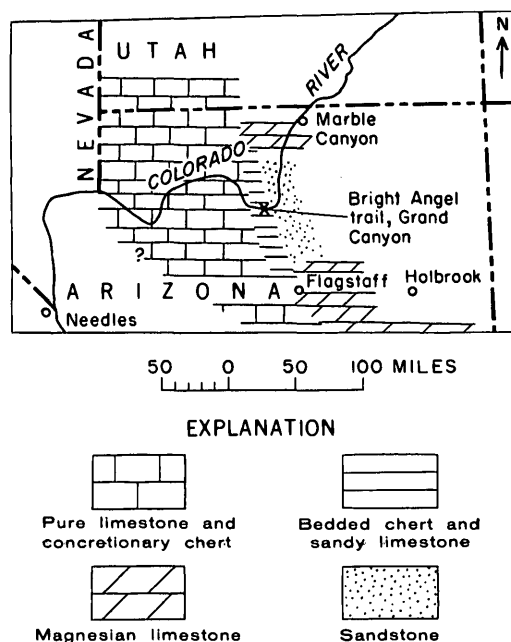 NEVADA
UTAH
N
RIVER
Marble
Canyon
COLORADO
Bright Angel
trail, Grand
Canyon
?
ARIZONA
Flagstaff
Holbrook
Needles
50 0 50 100 MILES
EXPLANATION
Pure limestone and
concretionary chert
Bedded chert and
sandy limestone
Magnesian limestone
Sandstone